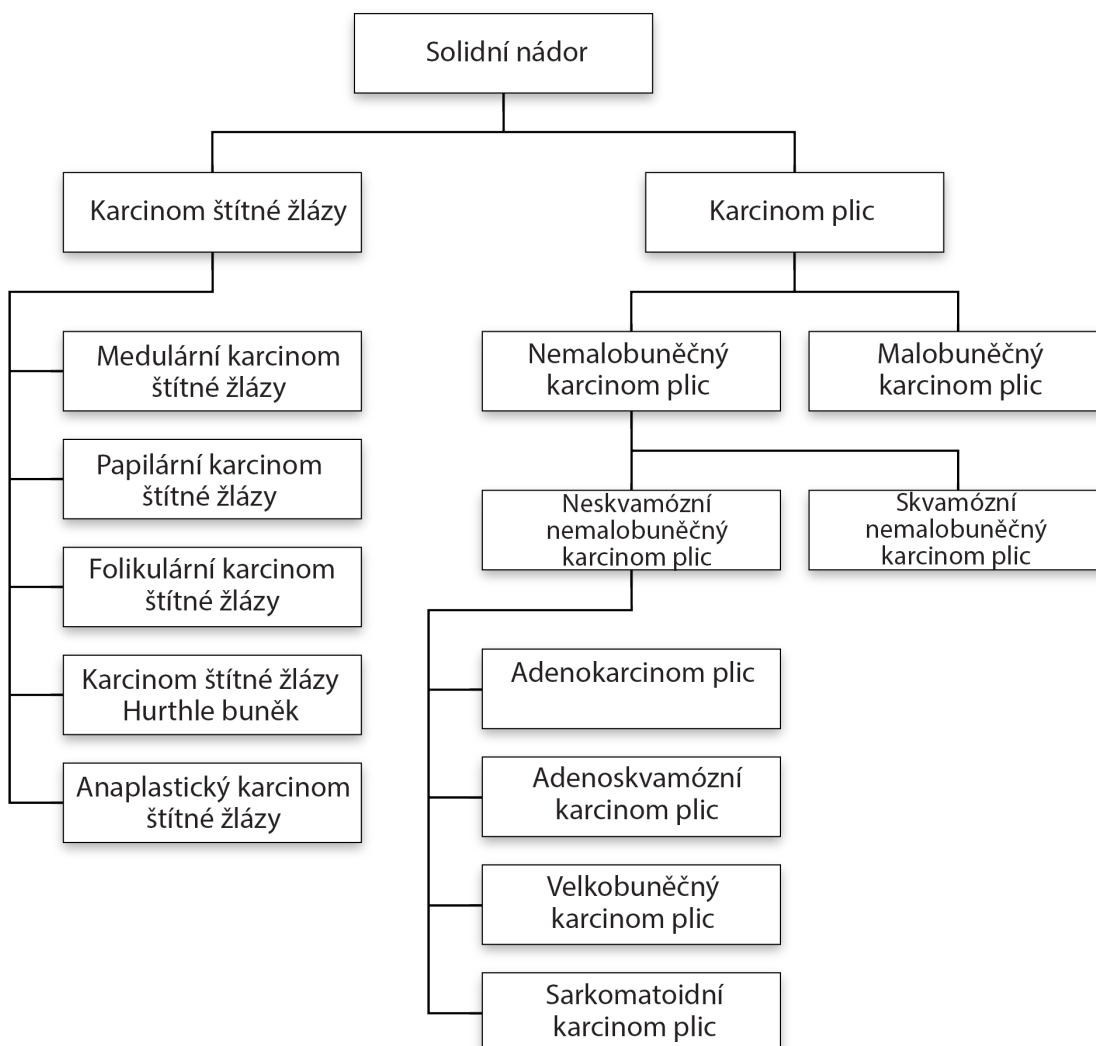 Solidní nádor
Karcinom štítné žlázy
Karcinom plic
Medulární karcinom
štítné žlázy
Papilární karcinom
štítné žlázy
Folikulární karcinom
štítné žlázy
Karcinom štítné žlázy
Hurthle buněk
Anaplastický karcinom
štítné žlázy
Nemalobuněčný
karcinom plic
Malobuněčný
karcinom plic
Neskvamózní
nemalobuněčný
karcinom plic
Skvamózní
nemalobuněčný
karcinom plic
Adenokarcinom plic
Adenoskvamózní
karcinom plic
Velkobuněčný
karcinom plic
Sarkomatoidní
karcinom plic